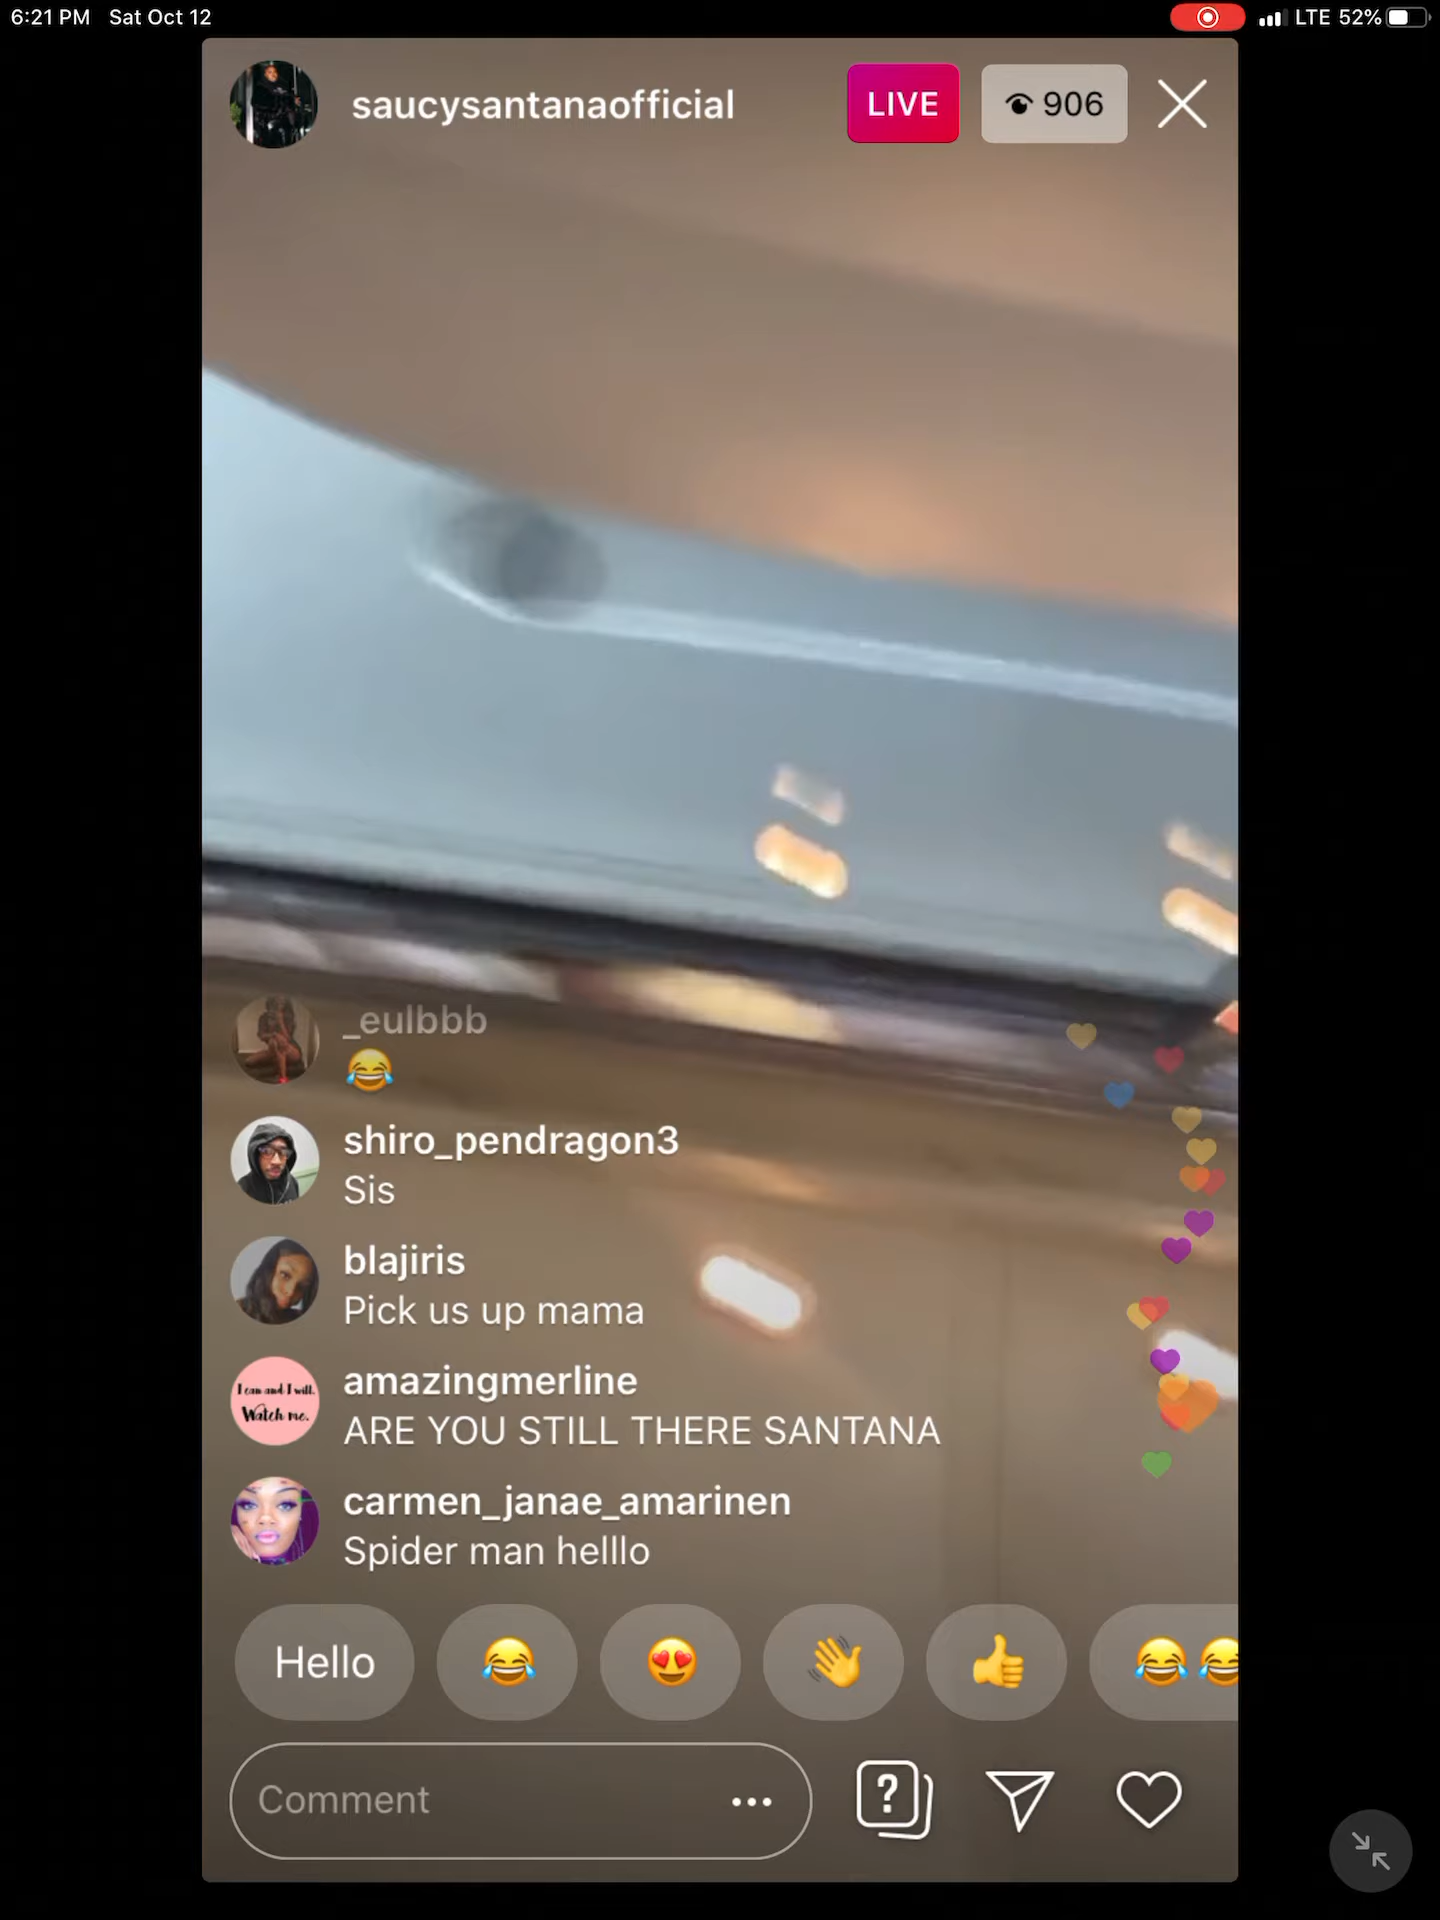 6:21 PM Sat Oct 12
LTE 52%
saucysantanaofficial
LIVE
906
_eulbbb
😂
shiro_pendragon3
Sis
blajiris
Pick us up mama
I can and I will.
Watch me.
amazingmerline
ARE YOU STILL THERE SANTANA
carmen_janae_amarinen
Spider man helllo
Hello 😂 😍 👋 👍 😂😂
Comment